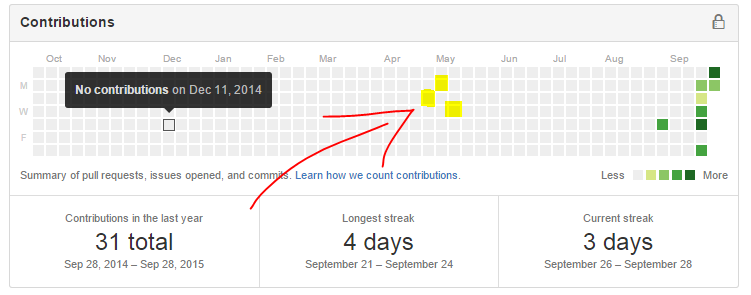 Contributions
Oct Nov Dec Jan Feb Mar Apr May Jun Jul Aug Sep
M
No contributions on Dec 11, 2014
W
F
Summary of pull requests, issues opened, and commits. Learn how we count contributions.
Less More
Contributions in the last year
31 total
Sep 28, 2014 – Sep 28, 2015
Longest streak
4 days
September 21 – September 24
Current streak
3 days
September 26 – September 28